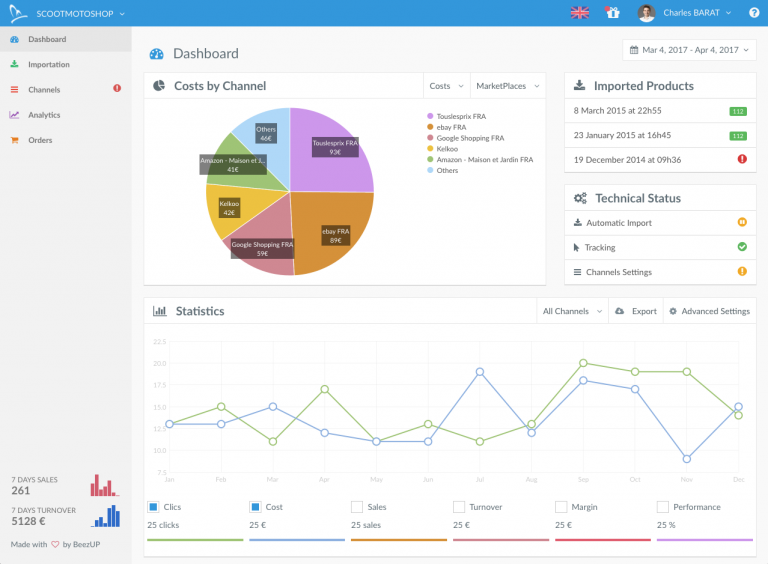 SCOOTMOTOSHOP
Charles BARAT
Dashboard
Importation
Channels
Analytics
Orders
7 DAYS SALES
261
7 DAYS TURNOVER
5128 €
Made with ♡ by BeezUP
Dashboard
Mar 4, 2017 - Apr 4, 2017
Costs by Channel
Costs
MarketPlaces
Others
46€
Touslesprix FRA
93€
Amazon - Maison et J...
41€
Kelkoo
42€
ebay FRA
89€
Google Shopping FRA
59€
Touslesprix FRA
ebay FRA
Google Shopping FRA
Kelkoo
Amazon - Maison et Jardin FRA
Others
Imported Products
8 March 2015 at 22h55
112
23 January 2015 at 16h45
112
19 December 2014 at 09h36
Technical Status
Automatic Import
Tracking
Channels Settings
Statistics
All Channels
Export
Advanced Settings
22.5
20.0
17.5
15.0
12.5
10.0
7.5
Jan Feb Mar Apr May Jun Jul Aug Sep Oct Nov Dec
Clics
25 clicks
Cost
25 €
Sales
25 sales
Turnover
25 €
Margin
25 €
Performance
25 %